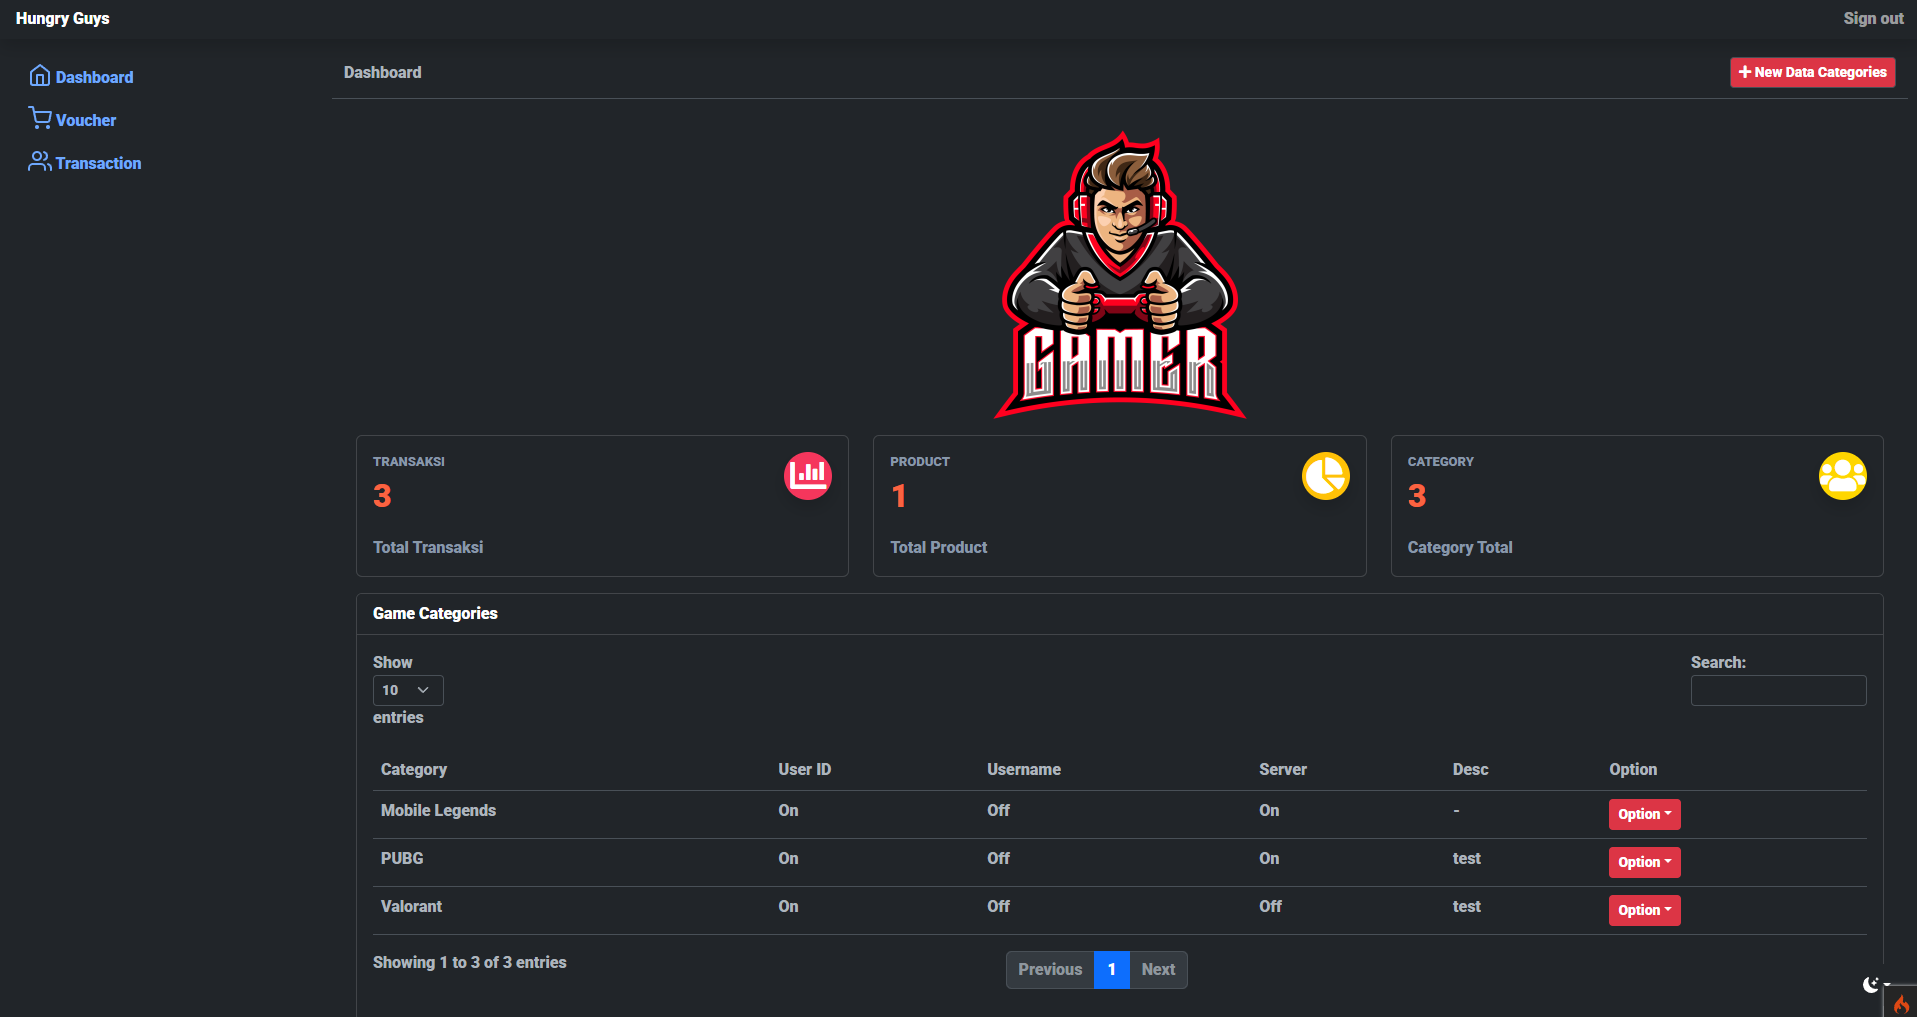 Hungry Guys
Sign out
Dashboard
Voucher
Transaction
Dashboard
New Data Categories
GAMER
TRANSAKSI
3
Total Transaksi
PRODUCT
1
Total Product
CATEGORY
3
Category Total
Game Categories
Show
10
entries
Search:
Category User ID Username Server Desc Option
Mobile Legends On Off On - Option
PUBG On Off On test Option
Valorant On Off Off test Option
Showing 1 to 3 of 3 entries
Previous 1 Next